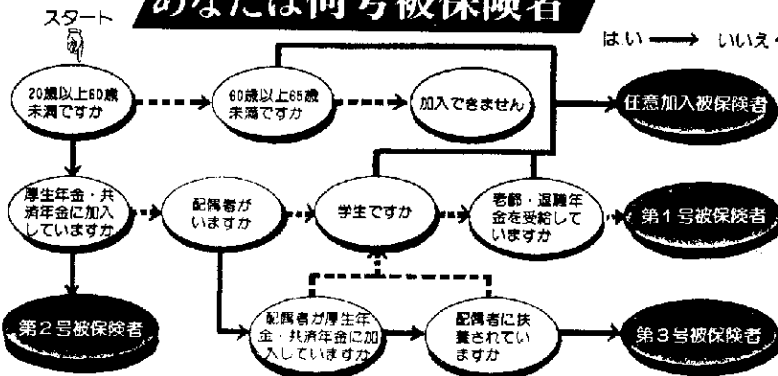 あなたは何号被保険者
スタート
はい
いいえ
20歳以上60歳
未満ですか
60歳以上65歳
未満ですか
加入できません
任意加入被保険者
厚生年金・共
済年金に加入
していますか
配偶者が
いますか
学生ですか
老齢・退職年
金を受給して
いますか
第1号被保険者
第2号被保険者
配偶者が厚生年
金・共済年金に加
入していますか
配偶者に扶
養されてい
ますか
第3号被保険者